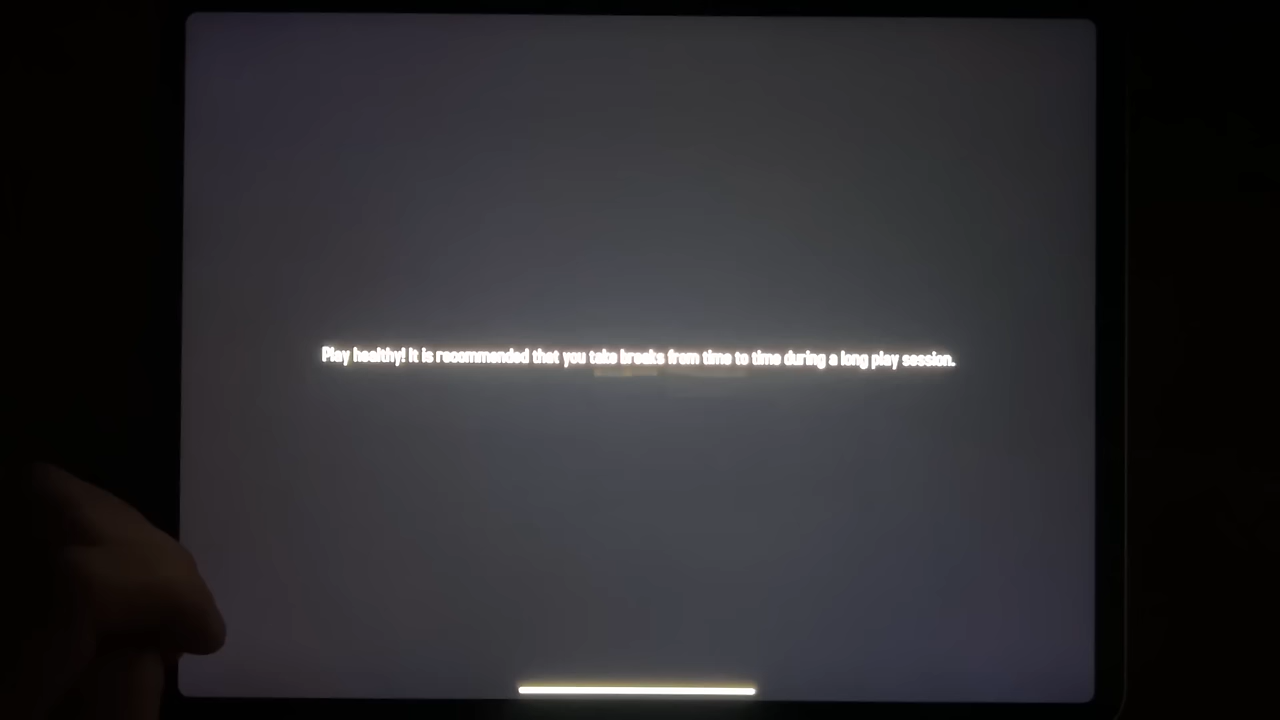 Play healthy! It is recommended that you take breaks from time to time during a long play session.